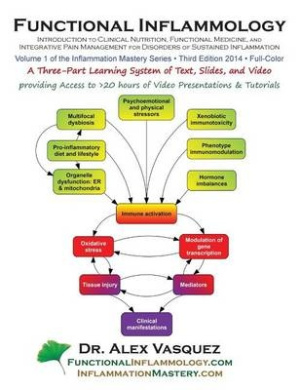 Functional Inflammology
Introduction to Clinical Nutrition, Functional Medicine, and
Integrative Pain Management for Disorders of Sustained Inflammation
Volume 1 of the Inflammation Mastery Series • Third Edition 2014 • Full-Color
A Three-Part Learning System of Text, Slides, and Video
providing Access to >20 hours of Video Presentations & Tutorials
Psychoemotional
and physical
stressors
Multifocal
dysbiosis
Xenobiotic
immunotoxicity
Pro-inflammatory
diet and lifestyle
Phenotype
immunomodulation
Organelle
dysfunction: ER
& mitochondria
Hormone
imbalances
Immune activation
Oxidative
stress
Modulation of
gene
transcription
Tissue injury
Mediators
Clinical
manifestations
Dr. Alex Vasquez
FunctionalInflammology.com
InflammationMastery.com